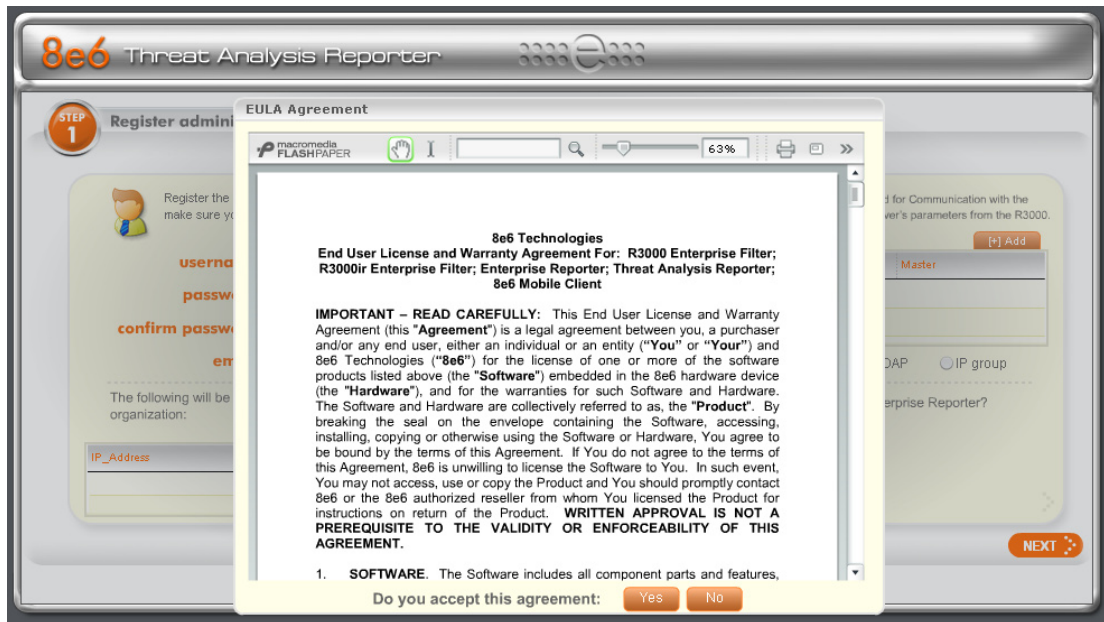 8e6 Threat Analysis Reporter
STEP
1
Register admini
EULA Agreement
macromedia
FLASHPAPER
63%
Register the
make sure yo
userna
passwo
confirm passwo
em
The following will be
organization:
IP_Address
8e6 Technologies
End User License and Warranty Agreement For: R3000 Enterprise Filter;
R3000ir Enterprise Filter; Enterprise Reporter; Threat Analysis Reporter;
8e6 Mobile Client
IMPORTANT – READ CAREFULLY: This End User License and Warranty
Agreement (this "Agreement") is a legal agreement between you, a purchaser
and/or any end user, either an individual or an entity (“You” or “Your”) and
8e6 Technologies (“8e6”) for the license of one or more of the software
products listed above (the "Software") embedded in the 8e6 hardware device
(the "Hardware"), and for the warranties for such Software and Hardware.
The Software and Hardware are collectively referred to as, the "Product". By
breaking the seal on the envelope containing the Software, accessing,
installing, copying or otherwise using the Software or Hardware, You agree to
be bound by the terms of this Agreement. If You do not agree to the terms of
this Agreement, 8e6 is unwilling to license the Software to You. In such event,
You may not access, use or copy the Product and You should promptly contact
8e6 or the 8e6 authorized reseller from whom You licensed the Product for
instructions on return of the Product. WRITTEN APPROVAL IS NOT A
PREREQUISITE TO THE VALIDITY OR ENFORCEABILITY OF THIS
AGREEMENT.
1. SOFTWARE. The Software includes all component parts and features,
Do you accept this agreement: Yes No
d for Communication with the
ver's parameters from the R3000.
[+] Add
Master
DAP IP group
erprise Reporter?
NEXT